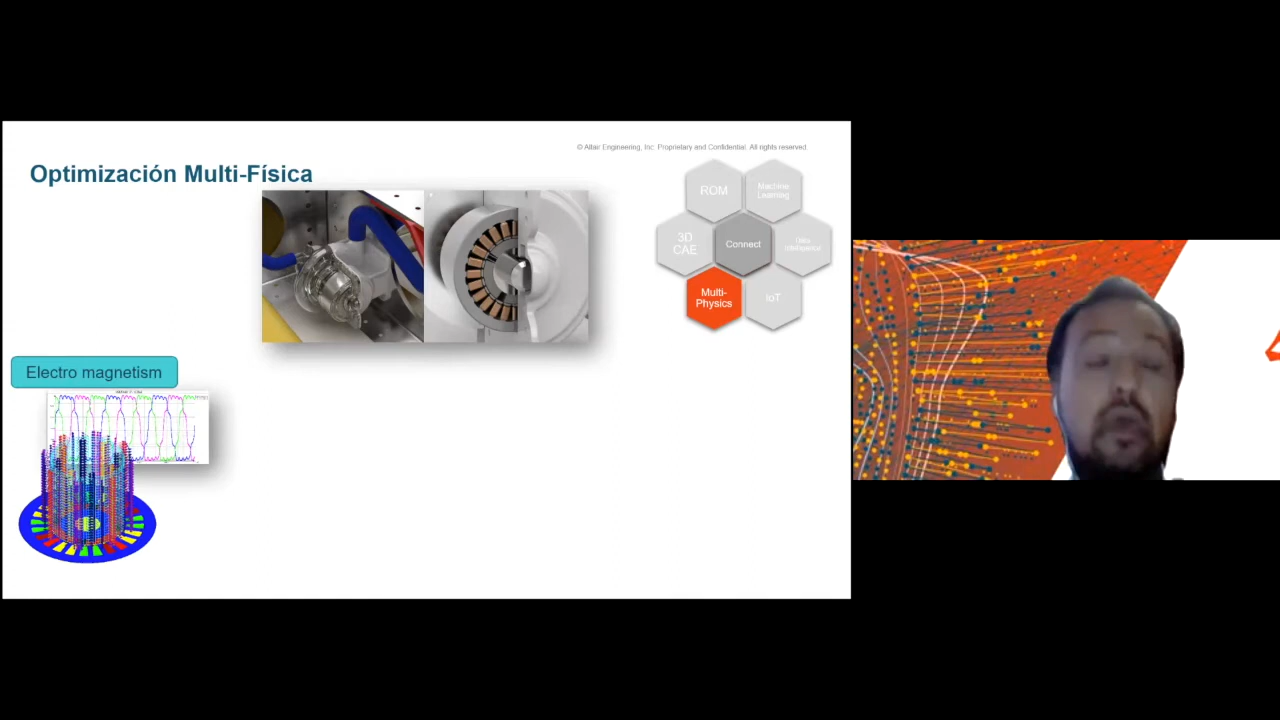 © Altair Engineering, Inc. Proprietary and Confidential. All rights reserved.
Optimización Multi-Física
ROM
Machine
Learning
3D
CAE
Connect
Data
Intelligence
Multi-
Physics
IoT
Electro magnetism